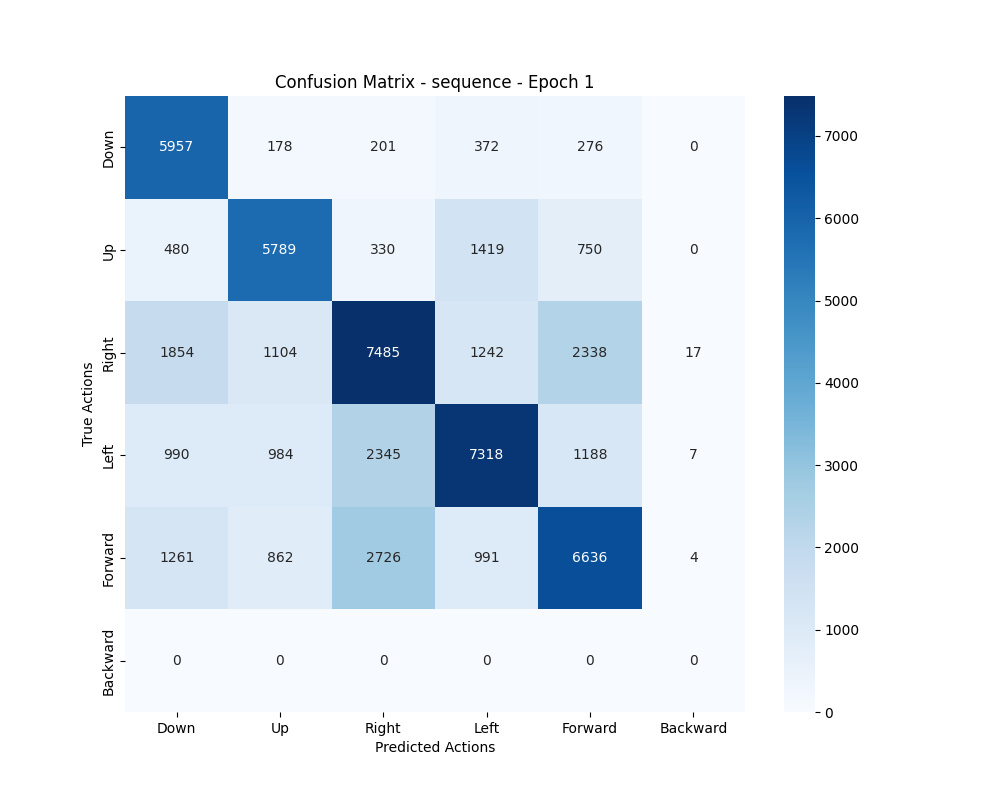 Confusion Matrix - sequence - Epoch 1
True Actions
Down 5957 178 201 372 276 0
Up 480 5789 330 1419 750 0
Right 1854 1104 7485 1242 2338 17
Left 990 984 2345 7318 1188 7
Forward 1261 862 2726 991 6636 4
Backward 0 0 0 0 0 0
Down Up Right Left Forward Backward
Predicted Actions
7000
6000
5000
4000
3000
2000
1000
0